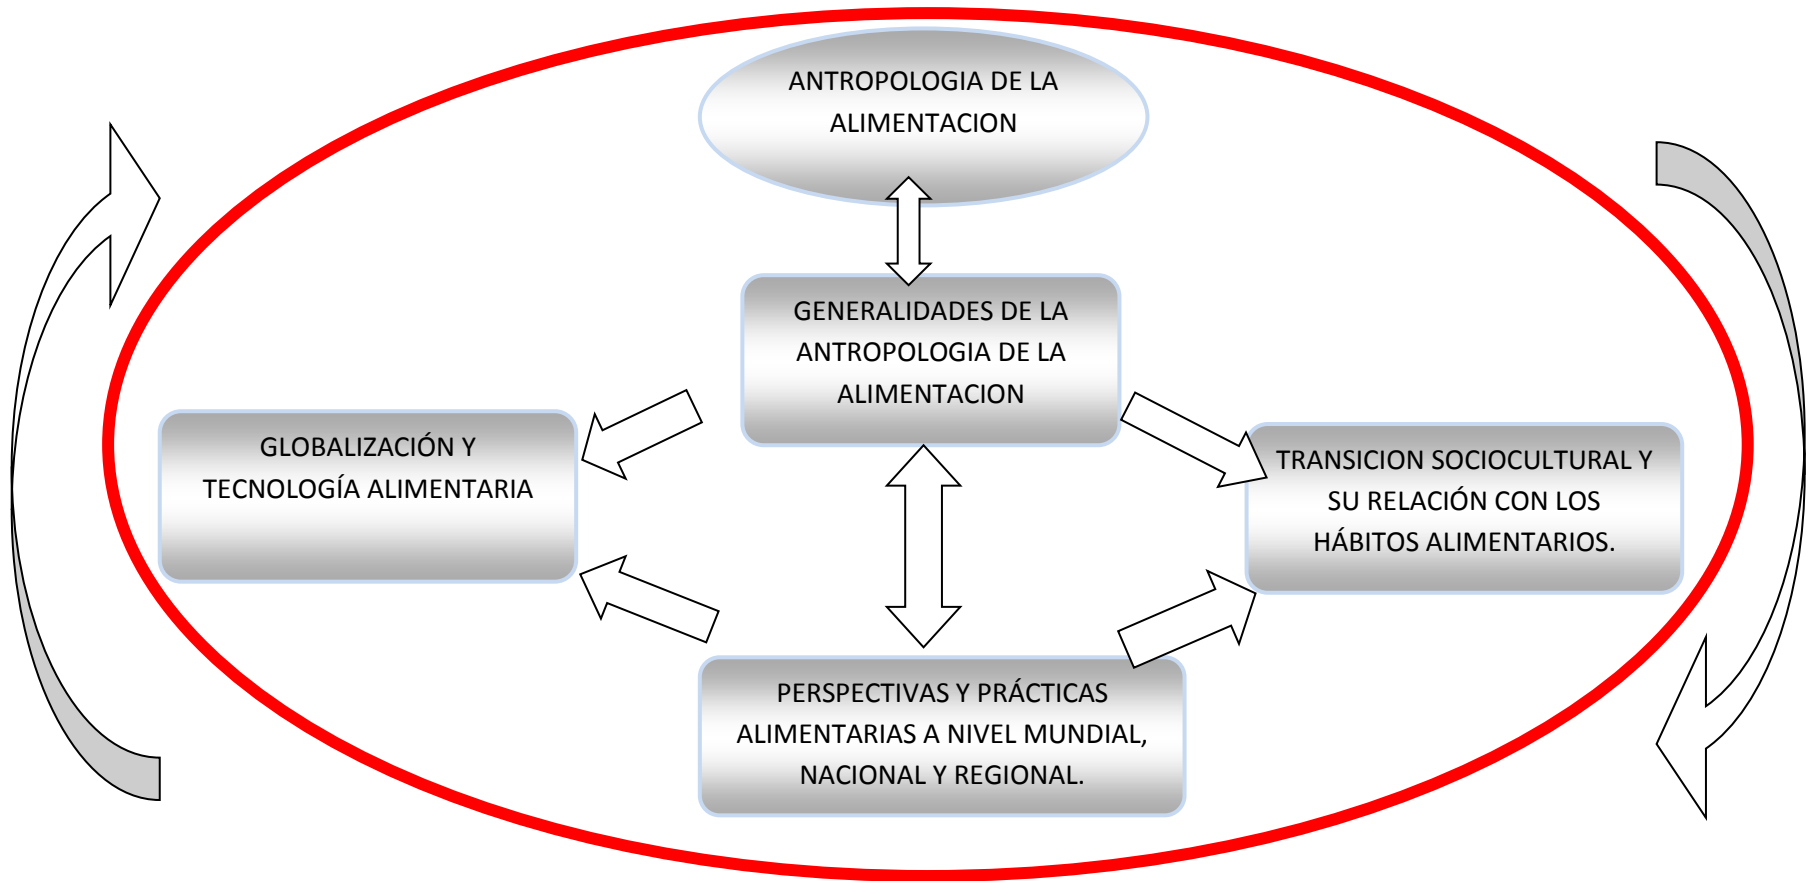 ANTROPOLOGIA DE LA
ALIMENTACION
GENERALIDADES DE LA
ANTROPOLOGIA DE LA
ALIMENTACION
GLOBALIZACIÓN Y
TECNOLOGÍA ALIMENTARIA
TRANSICION SOCIOCULTURAL Y
SU RELACIÓN CON LOS
HÁBITOS ALIMENTARIOS.
PERSPECTIVAS Y PRÁCTICAS
ALIMENTARIAS A NIVEL MUNDIAL,
NACIONAL Y REGIONAL.